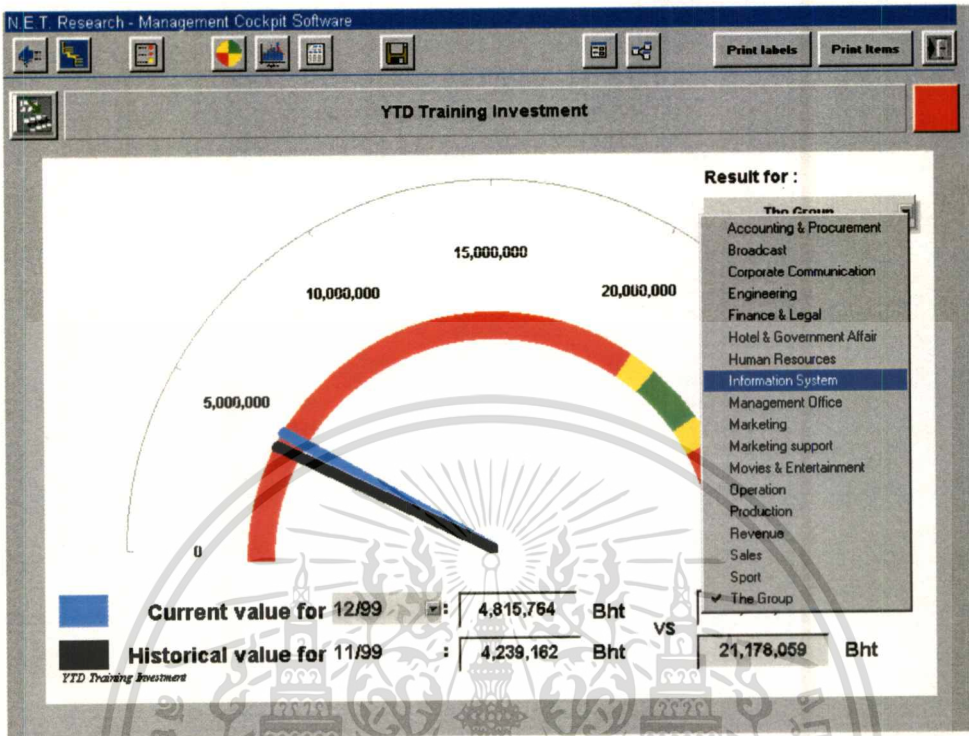 N.E.T. Research - Management Cockpit Software
Print labels
Print Items
YTD Training Investment
Result for :
The Group
Accounting & Procurement
Broadcast
Corporate Communication
Engineering
Finance & Legal
Hotel & Government Affair
Human Resources
Information System
Management Office
Marketing
Marketing support
Movies & Entertainment
Operation
Production
Revenue
Sales
Sport
The Group
0
5,000,000
10,000,000
15,000,000
20,000,000
Current value for 12/99 : 4,815,764 Bht
vs
Historical value for 11/99 : 4,239,162 Bht 21,178,059 Bht
YTD Training Investment